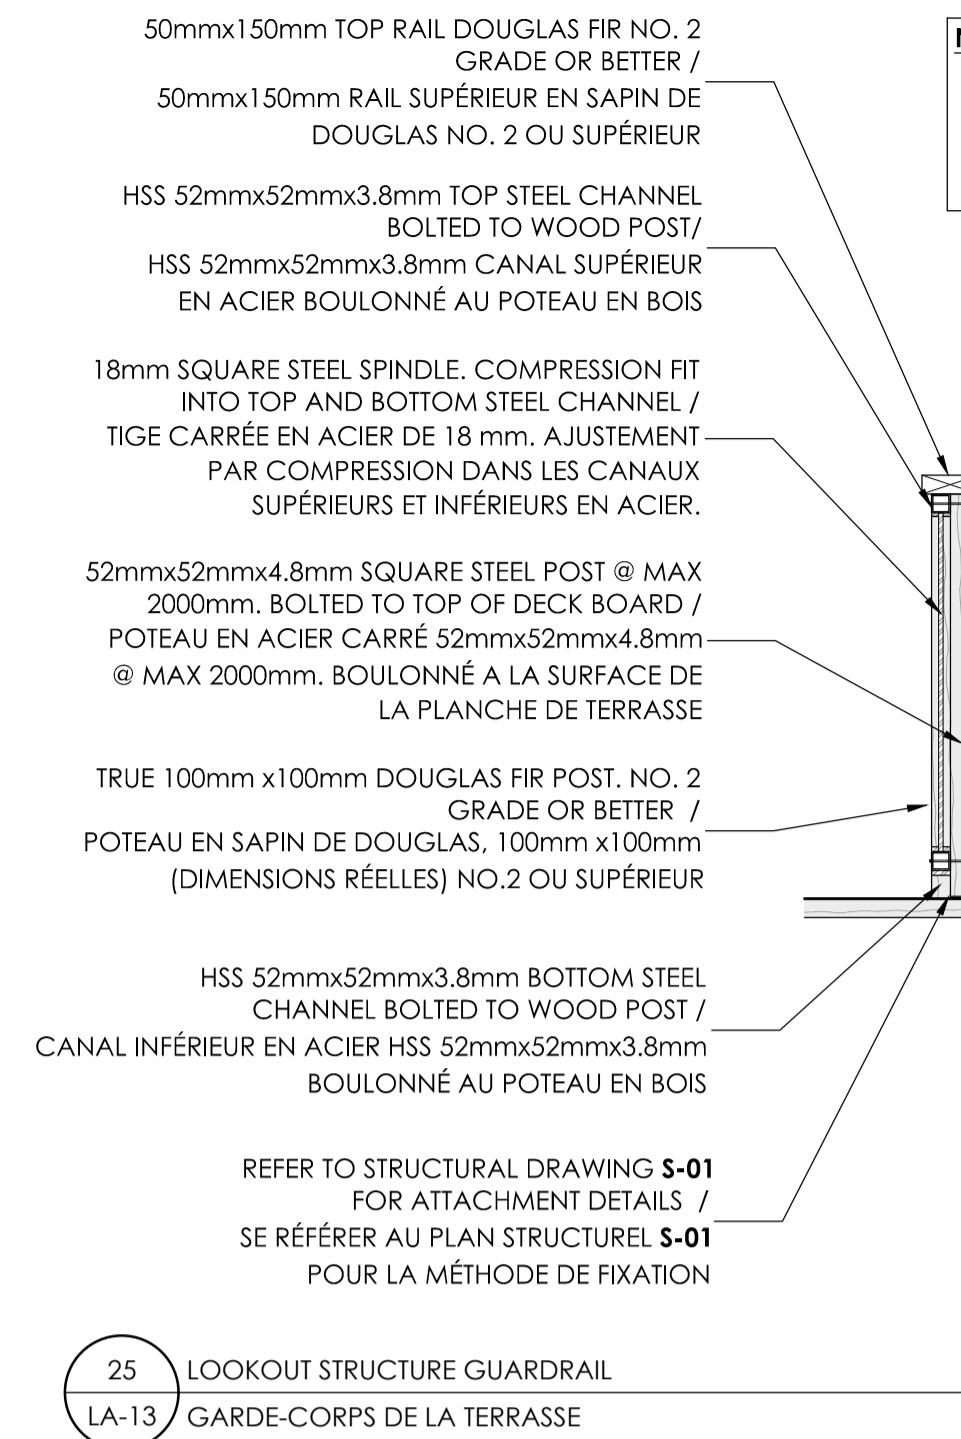 50mmx150mm TOP RAIL DOUGLAS FIR NO. 2
GRADE OR BETTER /
50mmx150mm RAIL SUPÉRIEUR EN SAPIN DE
DOUGLAS NO. 2 OU SUPÉRIEUR
HSS 52mmx52mmx3.8mm TOP STEEL CHANNEL
BOLTED TO WOOD POST/
HSS 52mmx52mmx3.8mm CANAL SUPÉRIEUR
EN ACIER BOULONNÉ AU POTEAU EN BOIS
18mm SQUARE STEEL SPINDLE. COMPRESSION FIT
INTO TOP AND BOTTOM STEEL CHANNEL /
TIGE CARRÉE EN ACIER DE 18 mm. AJUSTEMENT
PAR COMPRESSION DANS LES CANAUX
SUPÉRIEURS ET INFÉRIEURS EN ACIER.
52mmx52mmx4.8mm SQUARE STEEL POST @ MAX
2000mm. BOLTED TO TOP OF DECK BOARD /
POTEAU EN ACIER CARRÉ 52mmx52mmx4.8mm
@ MAX 2000mm. BOULONNÉ A LA SURFACE DE
LA PLANCHE DE TERRASSE
TRUE 100mm x100mm DOUGLAS FIR POST. NO. 2
GRADE OR BETTER /
POTEAU EN SAPIN DE DOUGLAS, 100mm x100mm
(DIMENSIONS RÉELLES) NO.2 OU SUPÉRIEUR
HSS 52mmx52mmx3.8mm BOTTOM STEEL
CHANNEL BOLTED TO WOOD POST /
CANAL INFÉRIEUR EN ACIER HSS 52mmx52mmx3.8mm
BOULONNÉ AU POTEAU EN BOIS
REFER TO STRUCTURAL DRAWING S-01
FOR ATTACHMENT DETAILS /
SE RÉFÉRER AU PLAN STRUCTUREL S-01
POUR LA MÉTHODE DE FIXATION
25
LOOKOUT STRUCTURE GUARDRAIL
LA-13
GARDE-CORPS DE LA TERRASSE